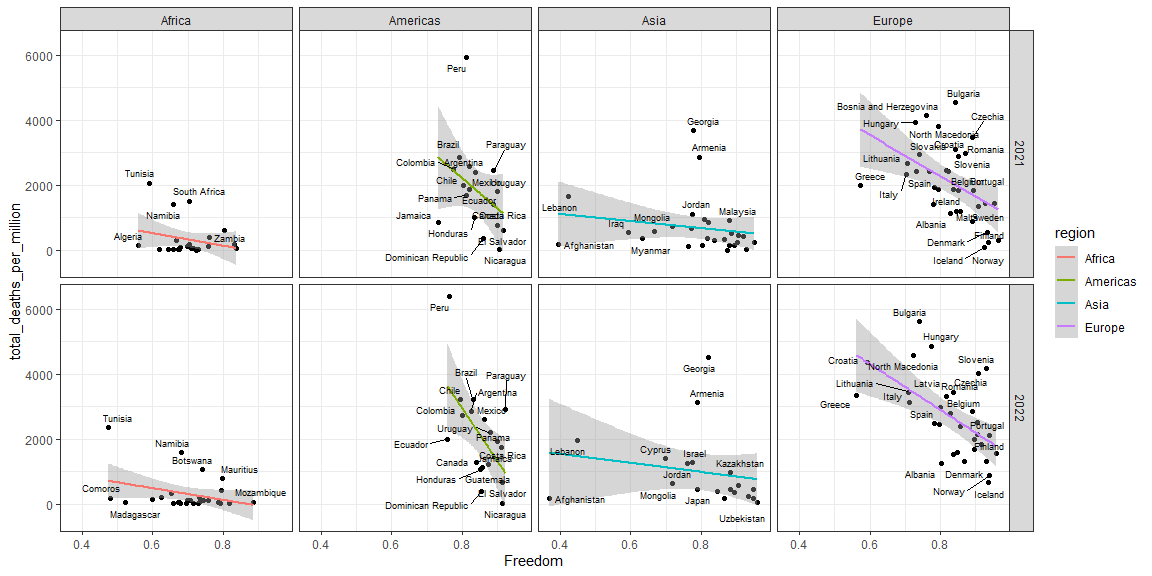 Africa
Americas
Asia
Europe
total_deaths_per_million
6000
4000
2000
0
Tunisia
South Africa
Namibia
Algeria
Zambia
Peru
Brazil
Paraguay
Colombia
Argentina
Chile
Mexico
Uruguay
Panama
Ecuador
Jamaica
Canada
Costa Rica
Honduras
El Salvador
Dominican Republic
Nicaragua
Georgia
Armenia
Lebanon
Jordan
Malaysia
Iraq
Mongolia
Afghanistan
Myanmar
Bulgaria
Bosnia and Herzegovina
Czechia
Hungary
North Macedonia
Slovakia
Croatia
Romania
Lithuania
Slovenia
Greece
Spain
Belgium
Portugal
Italy
Ireland
Malta
Sweden
Albania
Denmark
Finland
Iceland
Norway
2021
6000
4000
2000
0
Tunisia
Namibia
Botswana
Mauritius
Comoros
Mozambique
Madagascar
Peru
Brazil
Paraguay
Chile
Argentina
Colombia
Mexico
Uruguay
Panama
Ecuador
Costa Rica
Jamaica
Canada
Honduras
Guatemala
El Salvador
Dominican Republic
Nicaragua
Georgia
Armenia
Lebanon
Cyprus
Israel
Kazakhstan
Jordan
Mongolia
Japan
Afghanistan
Uzbekistan
Bulgaria
Hungary
Croatia
Slovenia
North Macedonia
Lithuania
Latvia
Czechia
Romania
Italy
Greece
Belgium
Spain
Portugal
Finland
Albania
Denmark
Norway
Iceland
2022
0.4
0.6
0.8
0.4
0.6
0.8
0.4
0.6
0.8
0.4
0.6
0.8
Freedom
region
Africa
Americas
Asia
Europe